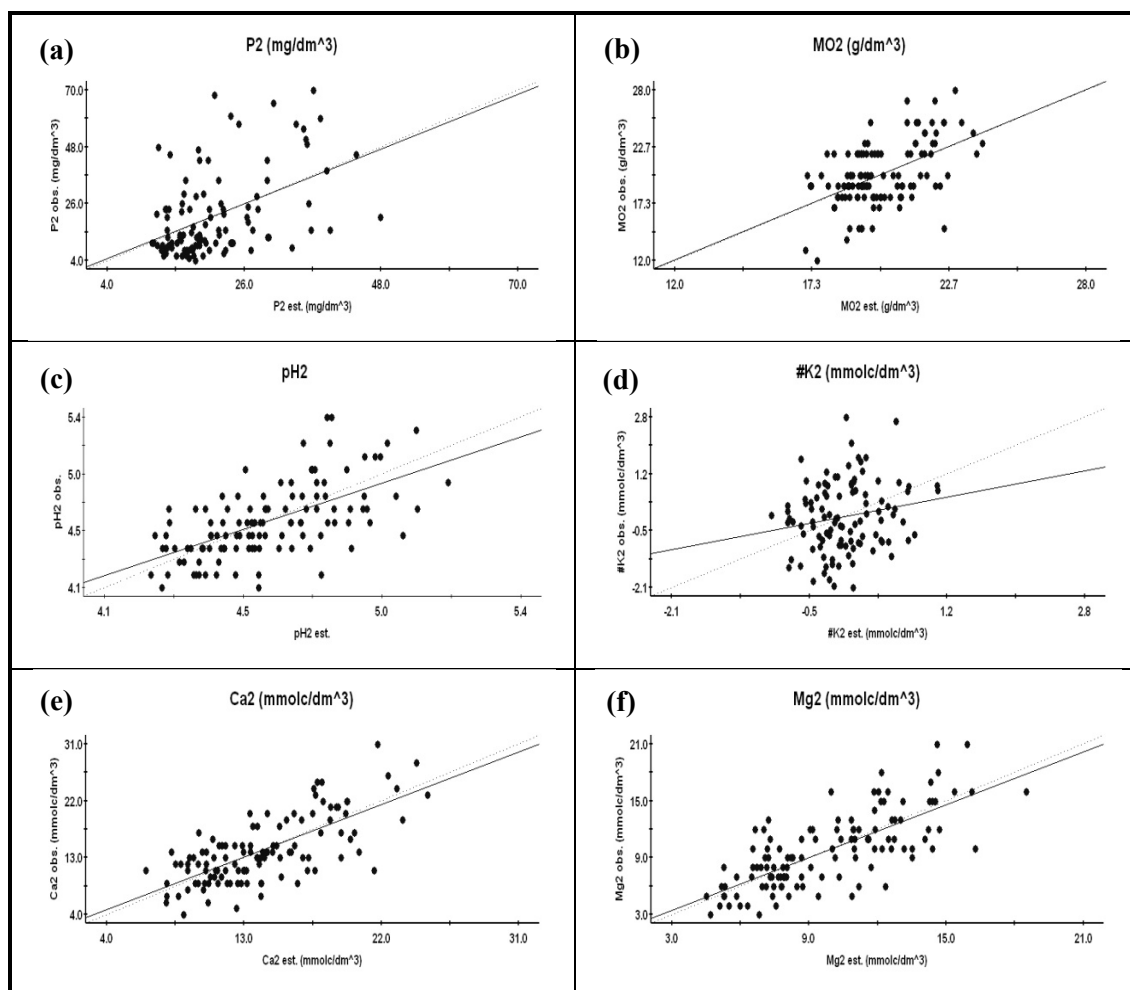 (a)
P2 (mg/dm^3)
P2 obs. (mg/dm^3)
70.0
48.0
26.0
4.0
4.0 26.0 48.0 70.0
P2 est. (mg/dm^3)
(b)
MO2 (g/dm^3)
MO2 obs. (g/dm^3)
28.0
22.7
17.3
12.0
12.0 17.3 22.7 28.0
MO2 est. (g/dm^3)
(c)
pH2
pH2 obs.
5.4
5.0
4.5
4.1
4.1 4.5 5.0 5.4
pH2 est.
(d)
#K2 (mmolc/dm^3)
#K2 obs. (mmolc/dm^3)
2.8
1.2
-0.5
-2.1
-2.1 -0.5 1.2 2.8
#K2 est. (mmolc/dm^3)
(e)
Ca2 (mmolc/dm^3)
Ca2 obs. (mmolc/dm^3)
31.0
22.0
13.0
4.0
4.0 13.0 22.0 31.0
Ca2 est. (mmolc/dm^3)
(f)
Mg2 (mmolc/dm^3)
Mg2 obs. (mmolc/dm^3)
21.0
15.0
9.0
3.0
3.0 9.0 15.0 21.0
Mg2 est. (mmolc/dm^3)